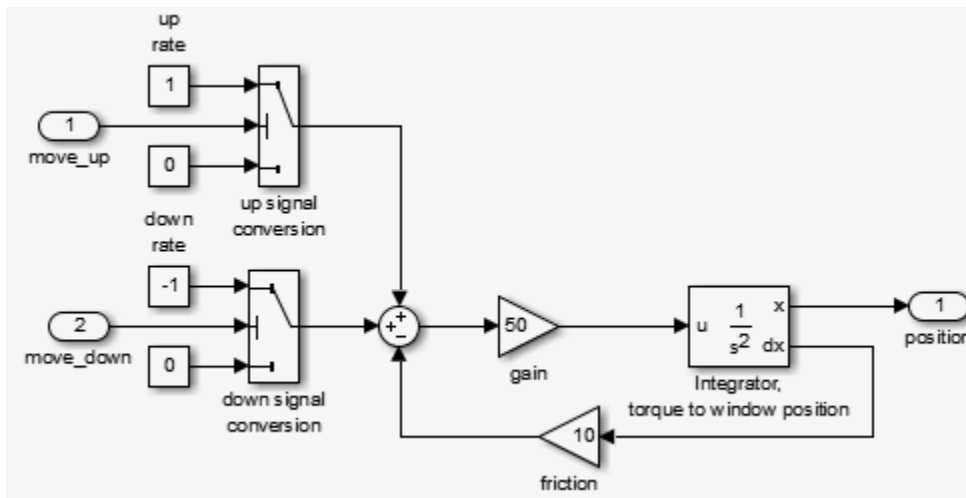 up
rate
1
1
move_up
0
up signal
conversion
down
rate
-1
2
move_down
0
down signal
conversion
+
+
−
50
gain
u
1
s2
x
dx
Integrator,
torque to window position
1
position
10
friction